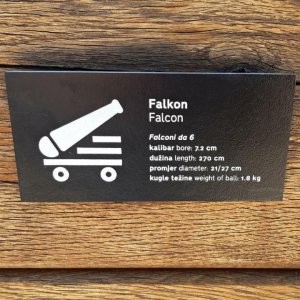 Falkon
Falcon
Falconi da 6
kalibar bore: 7.2 cm
dužina length: 270 cm
promjer diameter: 21/27 cm
kugle težine weight of ball: 1.8 kg